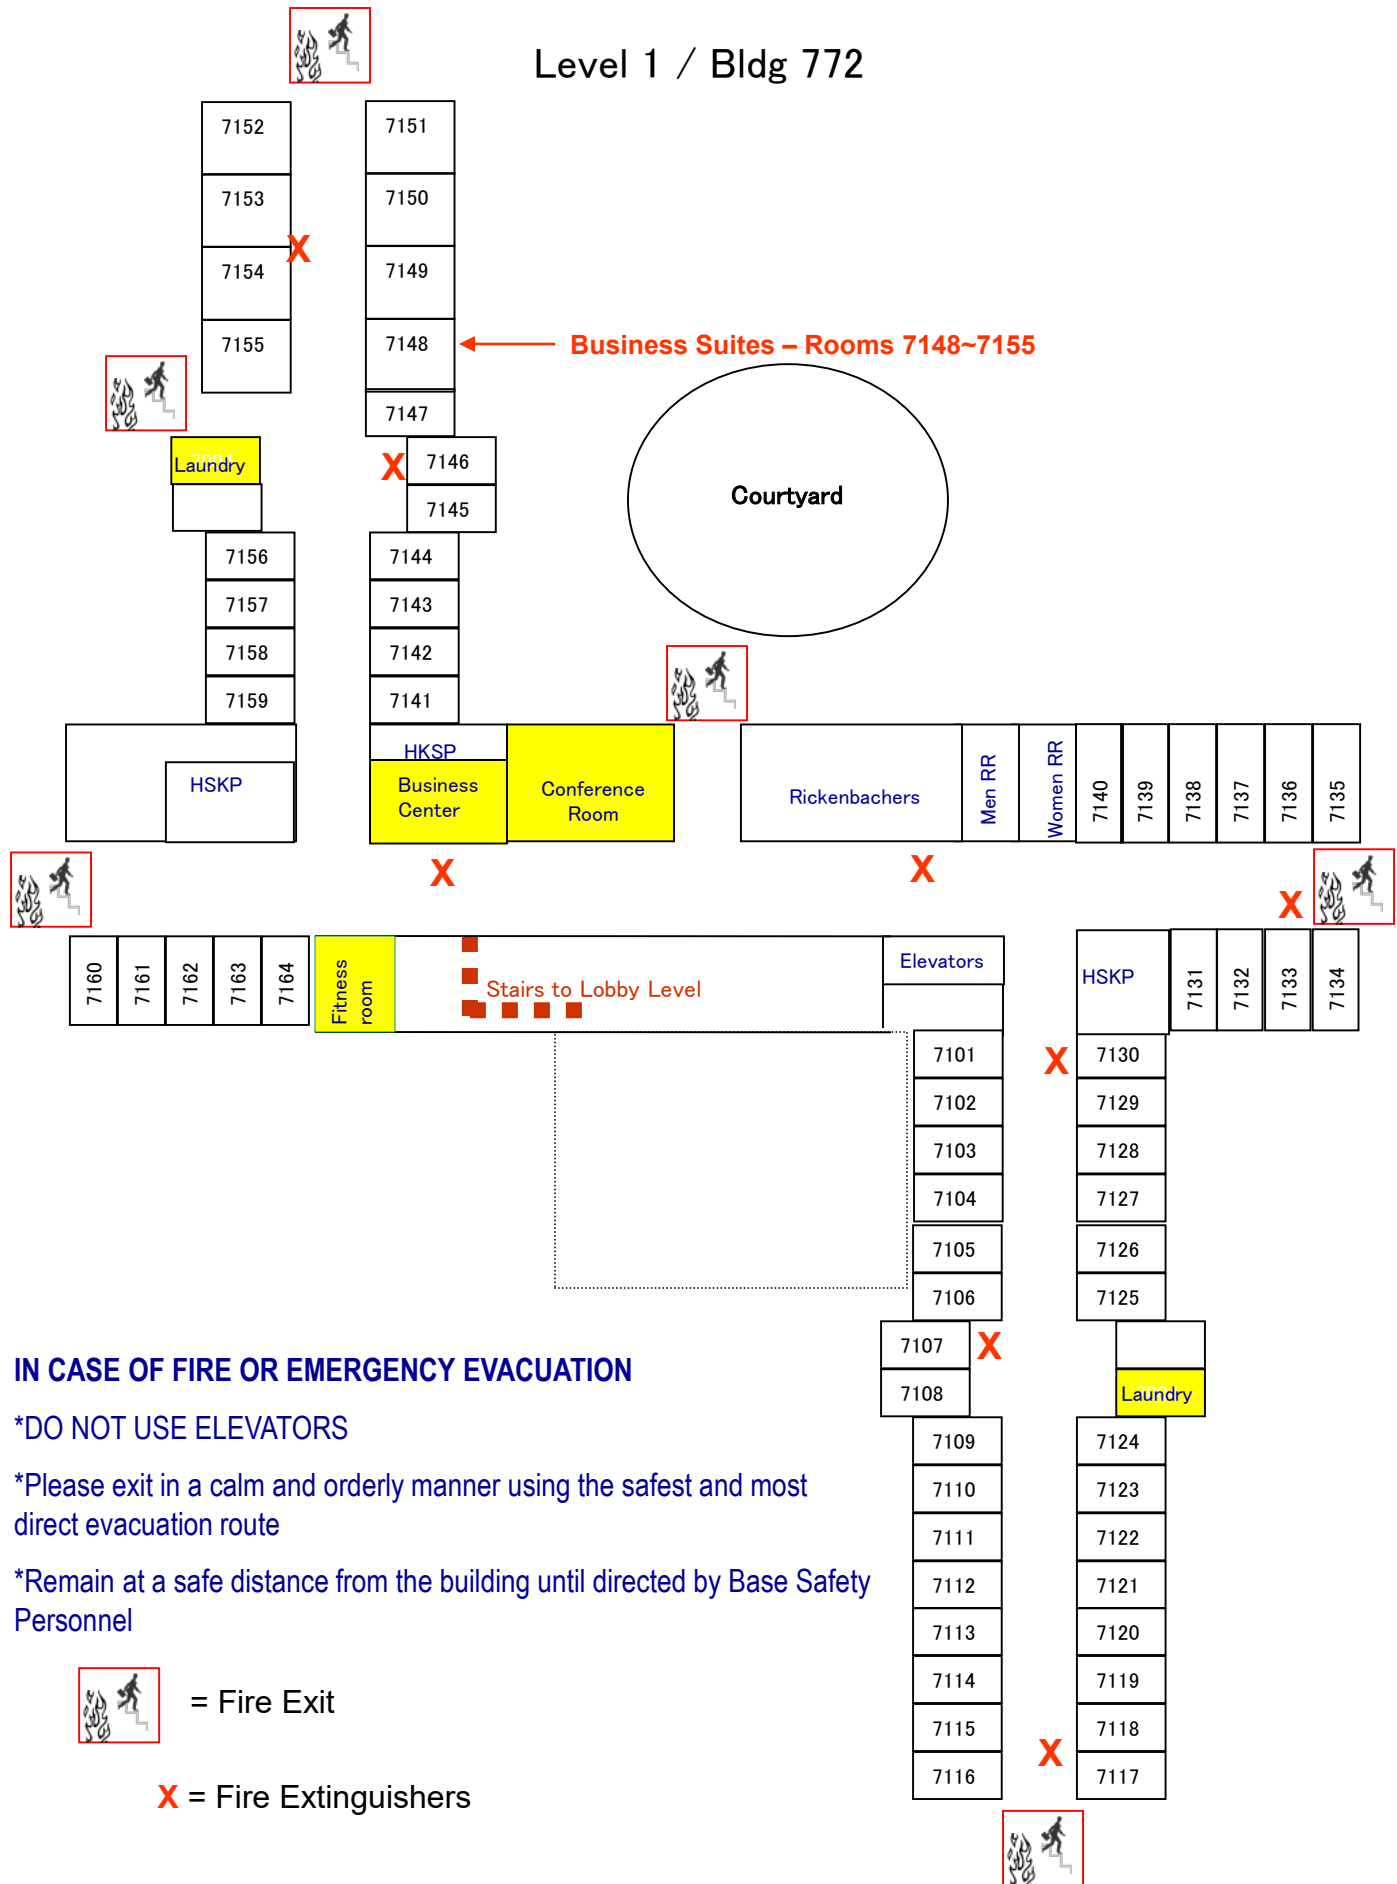 Level 1 / Bldg 772
7152
7151
7153
7150
X
7154
7149
7155
7148
Business Suites – Rooms 7148~7155
7147
Laundry
X
7146
7145
Courtyard
7156
7144
7157
7143
7158
7142
7159
7141
HSKP
HKSP
Business
Center
Conference
Room
Rickenbachers
Men RR
Women RR
7140
7139
7138
7137
7136
7135
X
X
X
7160
7161
7162
7163
7164
Fitness
room
Stairs to Lobby Level
Elevators
HSKP
7131
7132
7133
7134
7101
X
7130
7102
7129
7103
7128
7104
7127
7105
7126
7106
7125
7107
X
7108
Laundry
7109
7124
7110
7123
7111
7122
7112
7121
7113
7120
7114
7119
7115
X
7118
7116
7117
IN CASE OF FIRE OR EMERGENCY EVACUATION
*DO NOT USE ELEVATORS
*Please exit in a calm and orderly manner using the safest and most
direct evacuation route
*Remain at a safe distance from the building until directed by Base Safety
Personnel
= Fire Exit
X = Fire Extinguishers